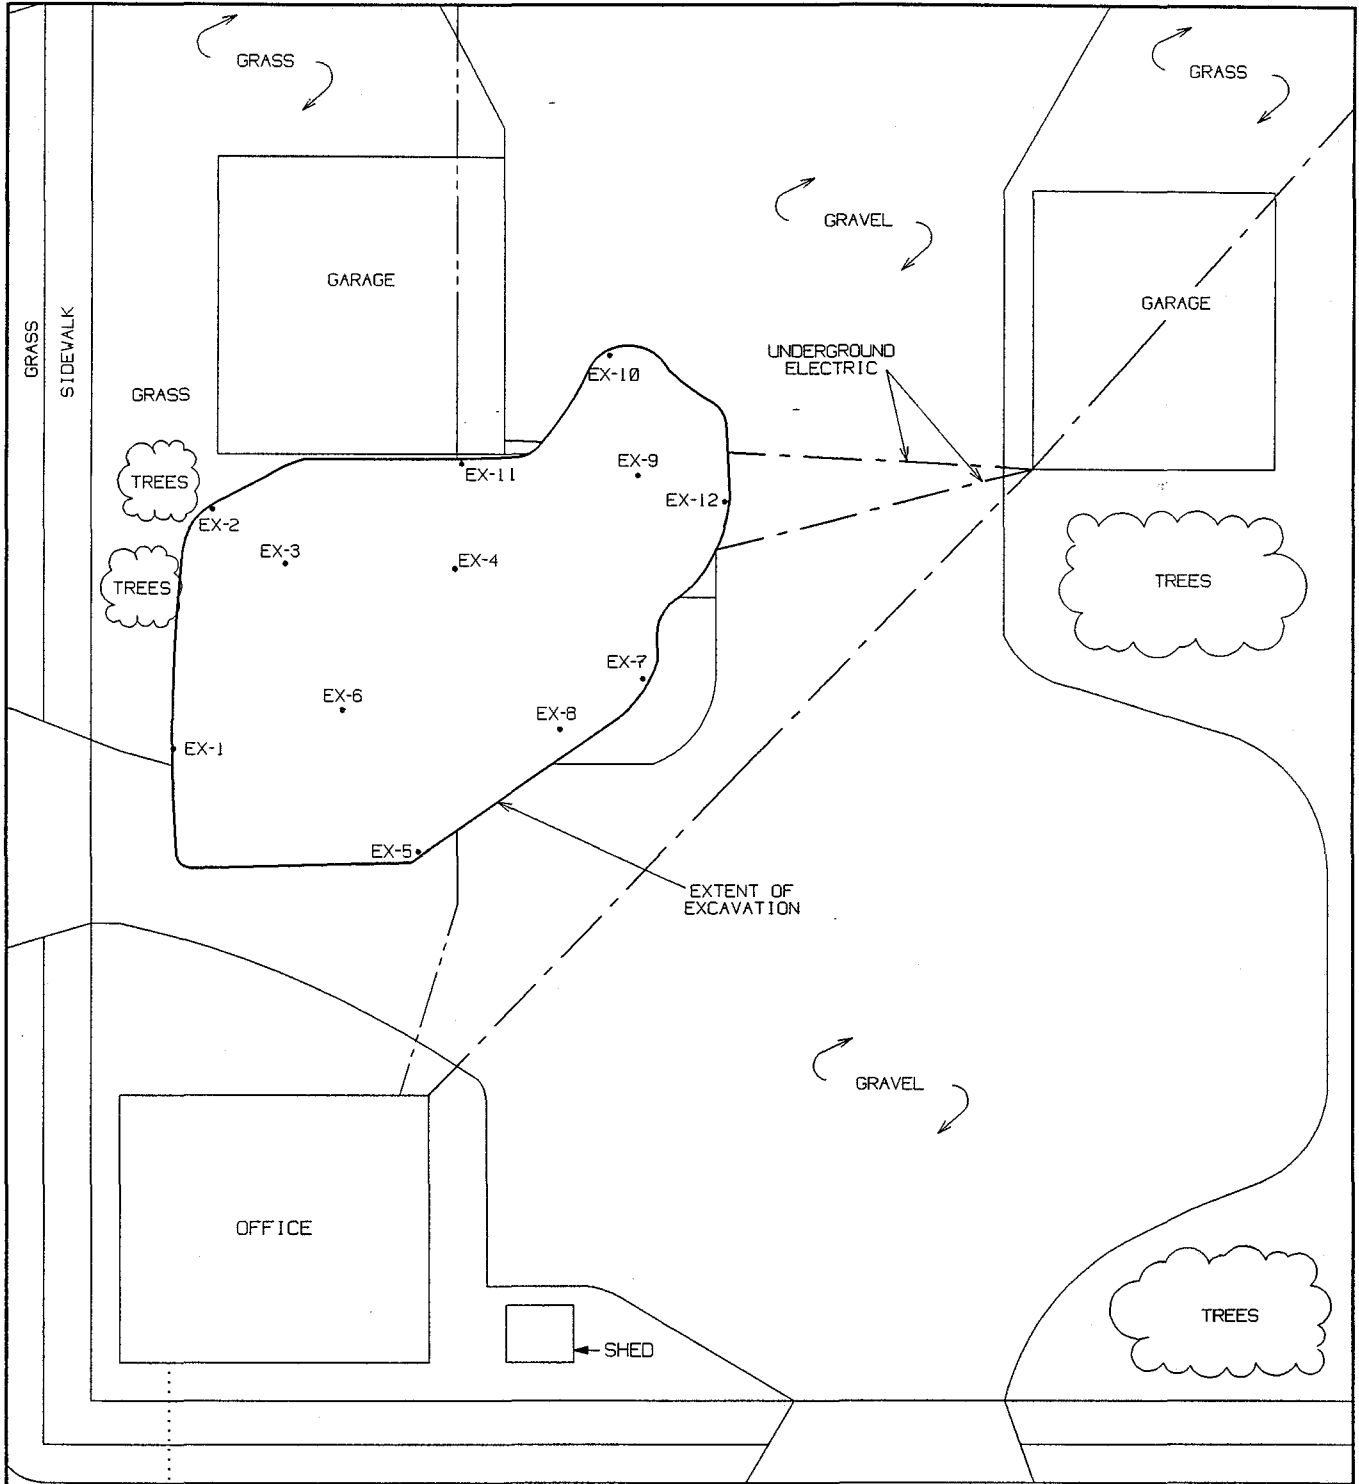 GRASS
GRASS
GRAVEL
GARAGE
GARAGE
GRASS
SIDEWALK
UNDERGROUND
ELECTRIC
EX-10
GRASS
EX-9
EX-11
TREES
EX-12
EX-2
EX-3
EX-4
TREES
TREES
EX-7
EX-6
EX-8
EX-1
EX-5
EXTENT OF
EXCAVATION
GRAVEL
OFFICE
TREES
SHED